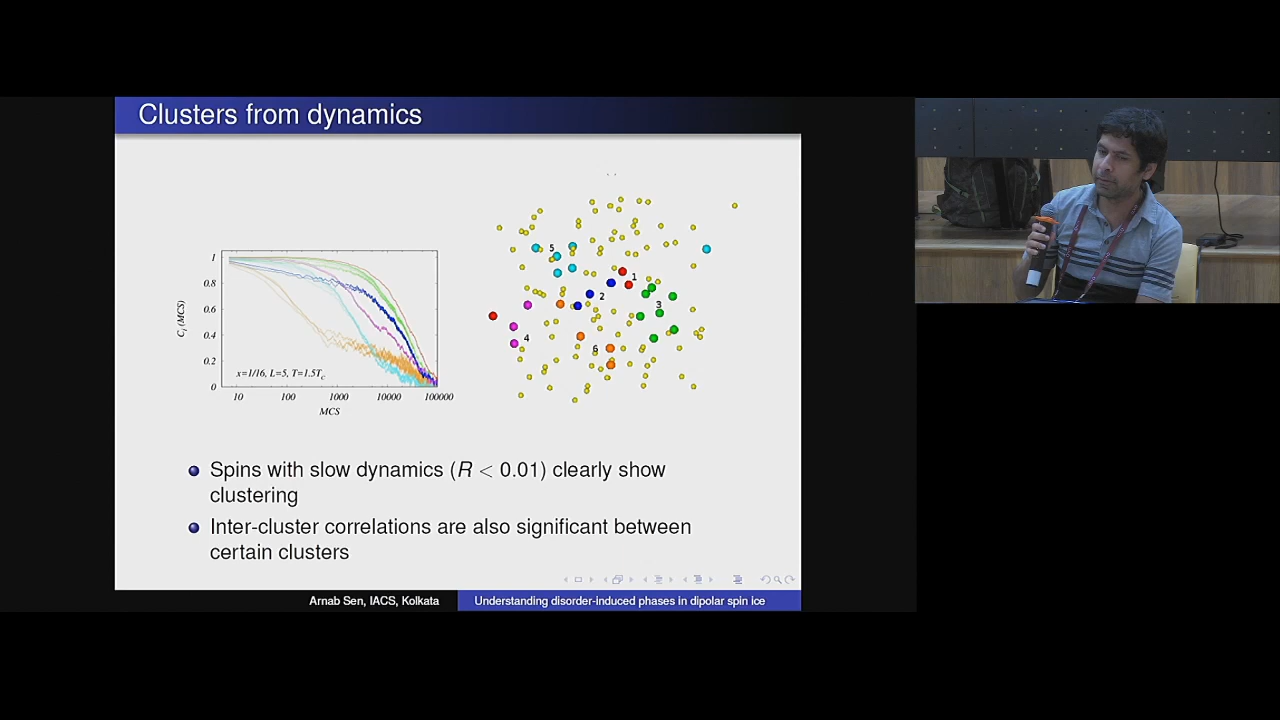 Clusters from dynamics
1
0.8
0.6
0.4
0.2
0
C_i (MCS)
x=1/16, L=5, T=1.5T_C
10 100 1000 10000 100000
MCS
5
1
2
3
4
6
Spins with slow dynamics (R < 0.01) clearly show
clustering
Inter-cluster correlations are also significant between
certain clusters
Arnab Sen, IACS, Kolkata
Understanding disorder-induced phases in dipolar spin ice